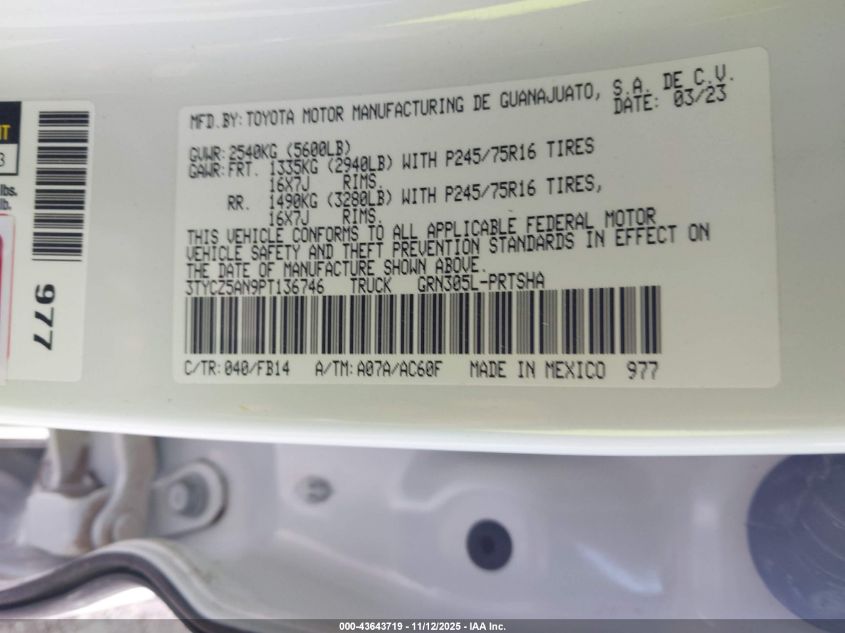 MFD.BY: TOYOTA MOTOR MANUFACTURING DE GUANAJUATO, S.A. DE C.V.
DATE: 03/23
GVWR: 2540KG (5600LB)
GAWR: FRT. 1335KG (2940LB) WITH P245/75R16 TIRES
16X7J RIMS.
RR. 1490KG (3280LB) WITH P245/75R16 TIRES,
16X7J RIMS.
THIS VEHICLE CONFORMS TO ALL APPLICABLE FEDERAL MOTOR
VEHICLE SAFETY AND THEFT PREVENTION STANDARDS IN EFFECT ON
THE DATE OF MANUFACTURE SHOWN ABOVE.
3TYCZ5AN9PT136746 TRUCK GRN305L-PRTSHA
C/TR: 040/FB14 A/TM: A07A/AC60F MADE IN MEXICO 977
lbs.
lb.
977
000-43643719 - 11/12/2025 - IAA Inc.